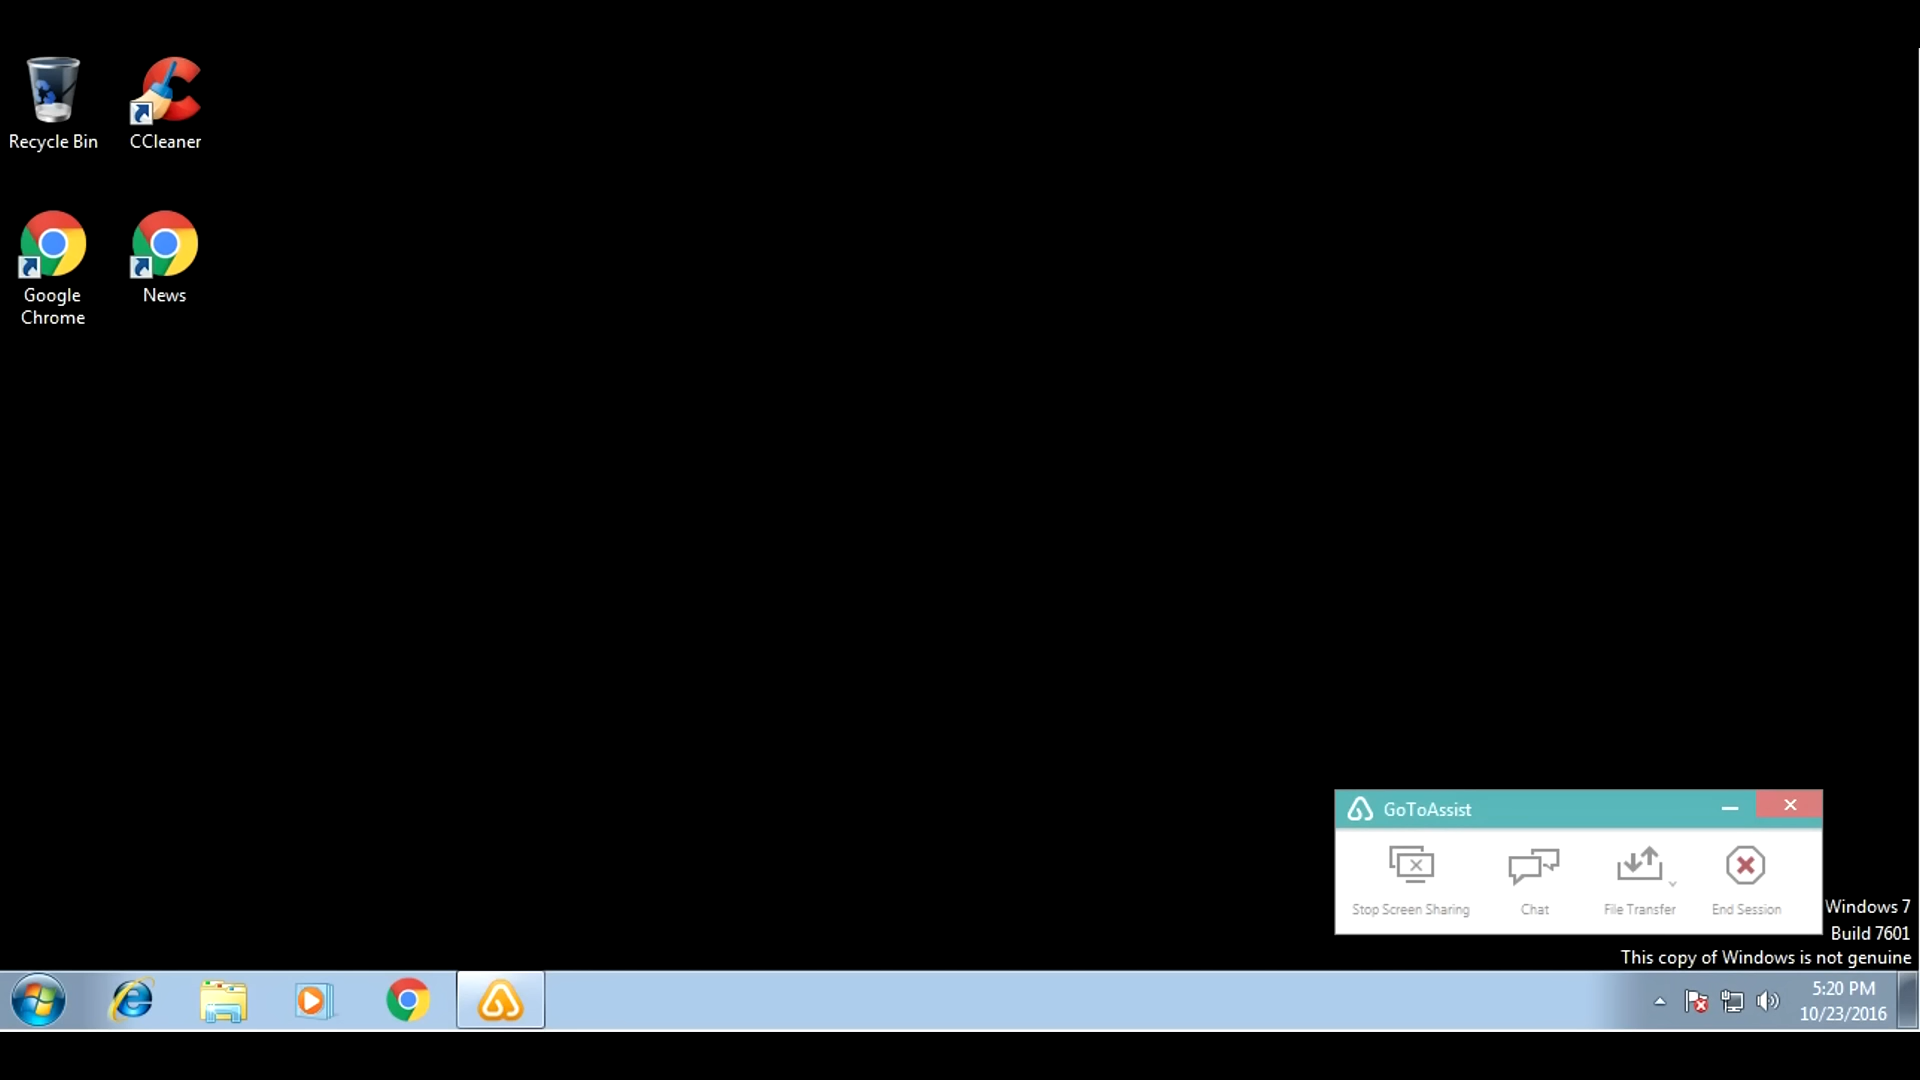 Recycle Bin
CCleaner
Google
Chrome
News
GoToAssist
Stop Screen Sharing
Chat
File Transfer
End Session
Windows 7
Build 7601
This copy of Windows is not genuine
5:20 PM
10/23/2016